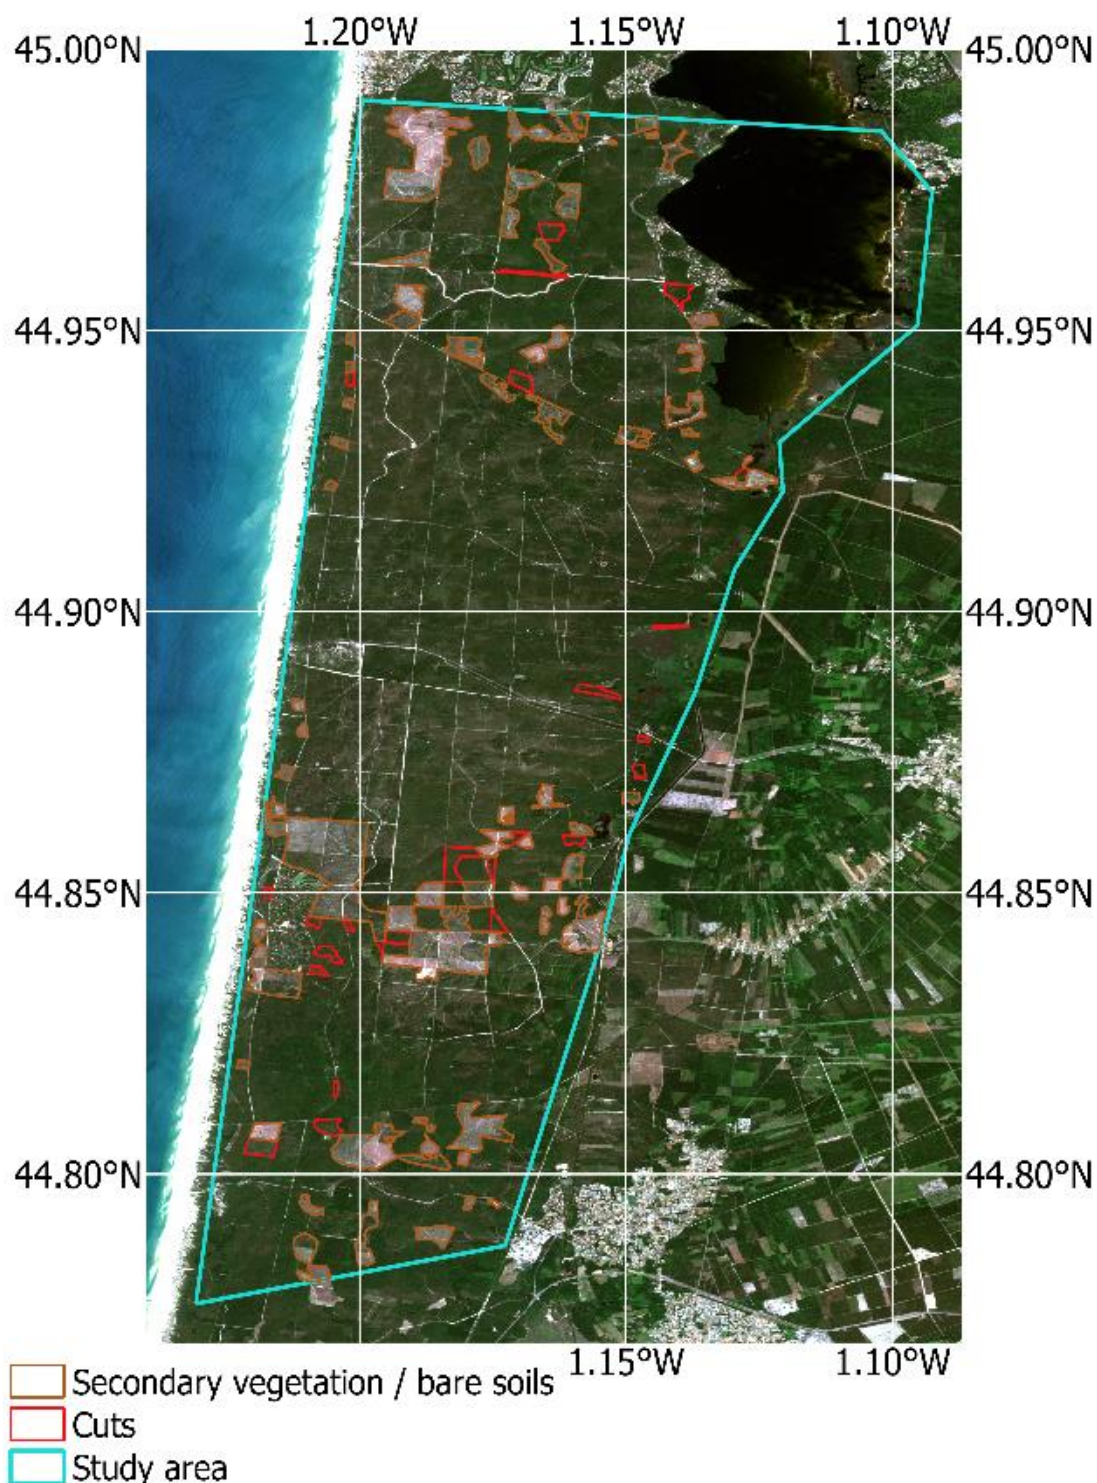 1.20°W 1.15°W 1.10°W
45.00°N 45.00°N
44.95°N 44.95°N
44.90°N 44.90°N
44.85°N 44.85°N
44.80°N 44.80°N
1.15°W 1.10°W
Secondary vegetation / bare soils
Cuts
Study area